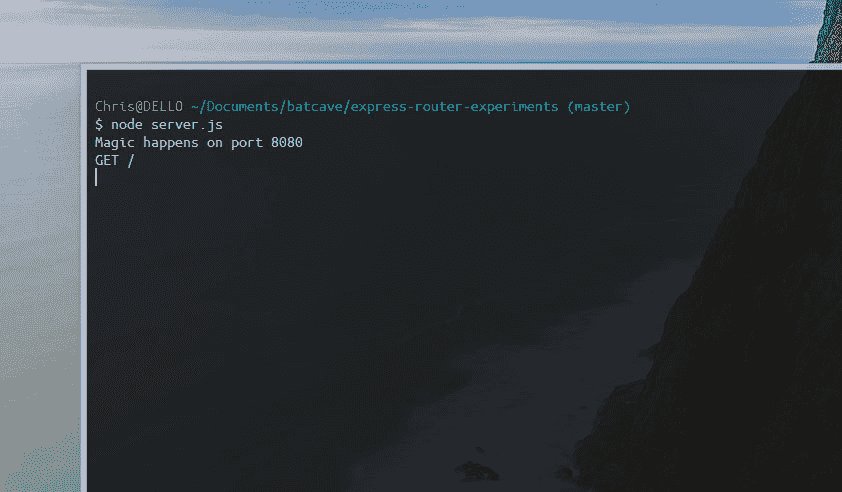 Chris@DELLO ~/Documents/batcave/express-router-experiments (master)
$ node server.js
Magic happens on port 8080
GET /